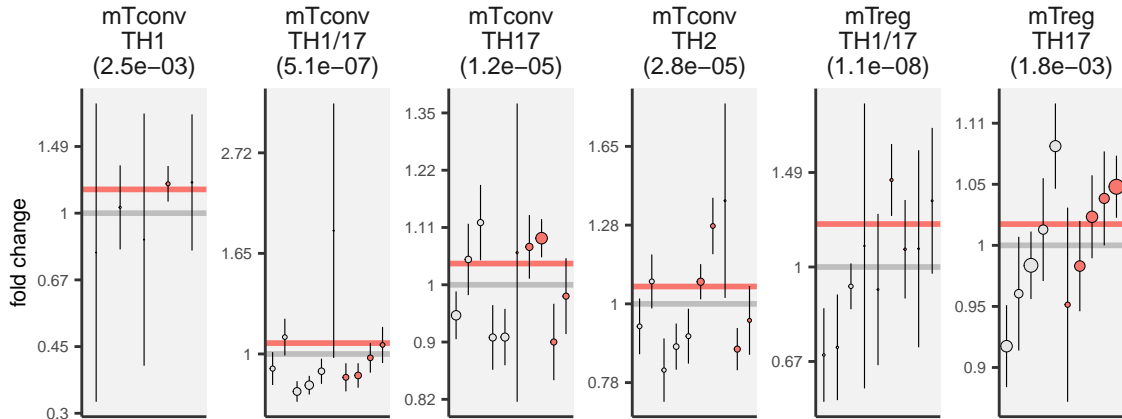 mTconv
TH1
(2.5e−03)
mTconv
TH1/17
(5.1e−07)
mTconv
TH17
(1.2e−05)
mTconv
TH2
(2.8e−05)
mTreg
TH1/17
(1.1e−08)
mTreg
TH17
(1.8e−03)
fold change
1.49
1
0.67
0.45
0.3
2.72
1.65
1
1.35
1.22
1.11
1
0.9
0.82
1.65
1.28
1
0.78
1.49
1
0.67
1.11
1.05
1
0.95
0.9